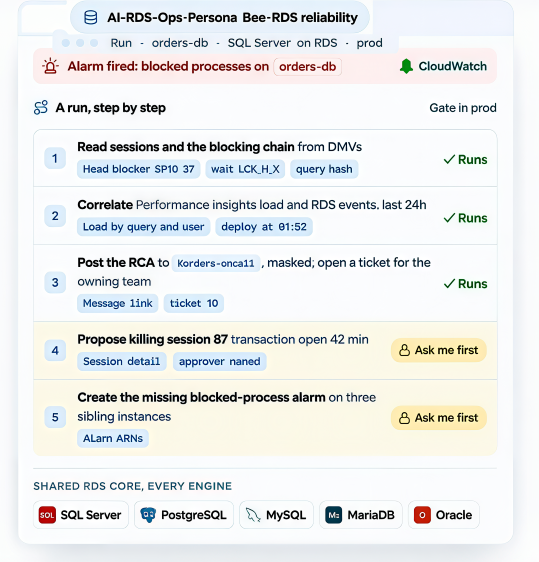 AI-RDS-Ops-Persona Bee-RDS reliability
Run · orders-db · SQL Server on RDS · prod
Alarm fired: blocked processes on orders-db
CloudWatch
A run, step by step
Gate in prod
1
Read sessions and the blocking chain from DMVs
Head blocker SP10 37 wait LCK_H_X query hash
Runs
2
Correlate Performance insights load and RDS events. last 24h
Load by query and user deploy at 01:52
Runs
3
Post the RCA to Korders-onca11, masked; open a ticket for the
owning team
Message link ticket 10
Runs
4
Propose killing session 87 transaction open 42 min
Session detail approver naned
Ask me first
5
Create the missing blocked-process alarm on three
sibling instances
ALarn ARNs
Ask me first
SHARED RDS CORE, EVERY ENGINE
SQL Server
PostgreSQL
MySQL
MariaDB
Oracle